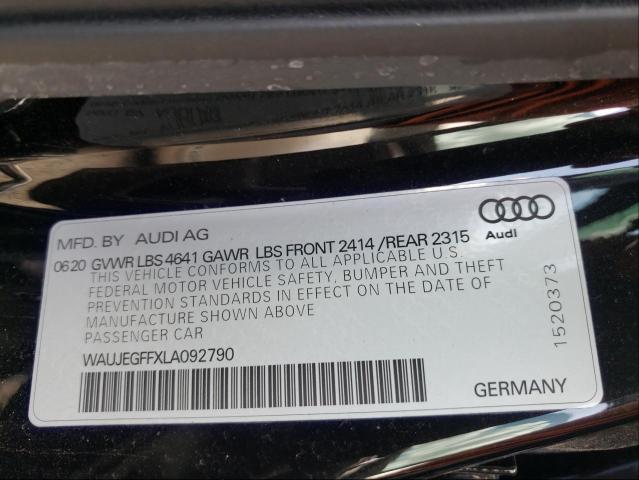 MFD. BY AUDI AG
Audi
0620 GVWR LBS 4641 GAWR LBS FRONT 2414 /REAR 2315
THIS VEHICLE CONFORMS TO ALL APPLICABLE U.S.
FEDERAL MOTOR VEHICLE SAFETY, BUMPER AND THEFT
PREVENTION STANDARDS IN EFFECT ON THE DATE OF
MANUFACTURE SHOWN ABOVE
PASSENGER CAR
WAUJEGFFXLA092790
GERMANY
1520373